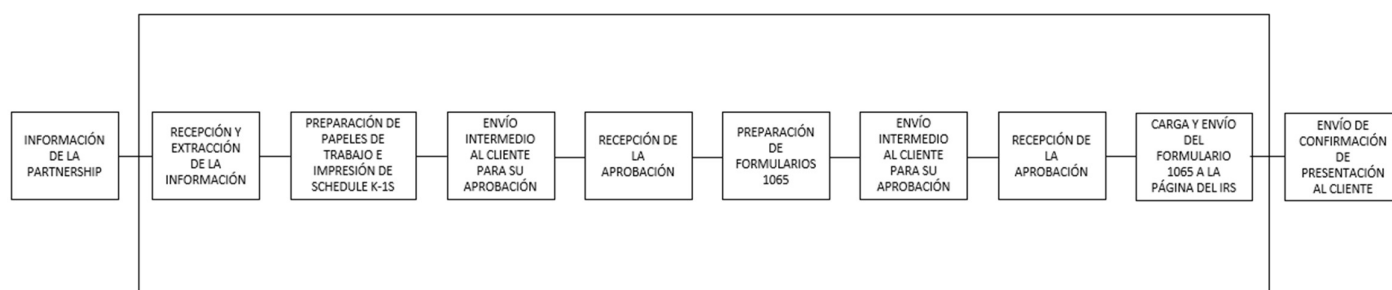 INFORMACIÓN
DE LA
PARTNERSHIP
RECEPCIÓN Y
EXTRACCIÓN
DE LA
INFORMACIÓN
PREPARACIÓN DE
PAPELES DE
TRABAJO E
IMPRESIÓN DE
SCHEDULE K-1S
ENVÍO
INTERMEDIO
AL CLIENTE
PARA SU
APROBACIÓN
RECEPCIÓN DE
LA
APROBACIÓN
PREPARACIÓN
DE
FORMULARIOS
1065
ENVÍO
INTERMEDIO
AL CLIENTE
PARA SU
APROBACIÓN
RECEPCIÓN DE
LA
APROBACIÓN
CARGA Y ENVÍO
DEL
FORMULARIO
1065 A LA
PÁGINA DEL IRS
ENVÍO DE
CONFIRMACIÓN
DE
PRESENTACIÓN
AL CLIENTE